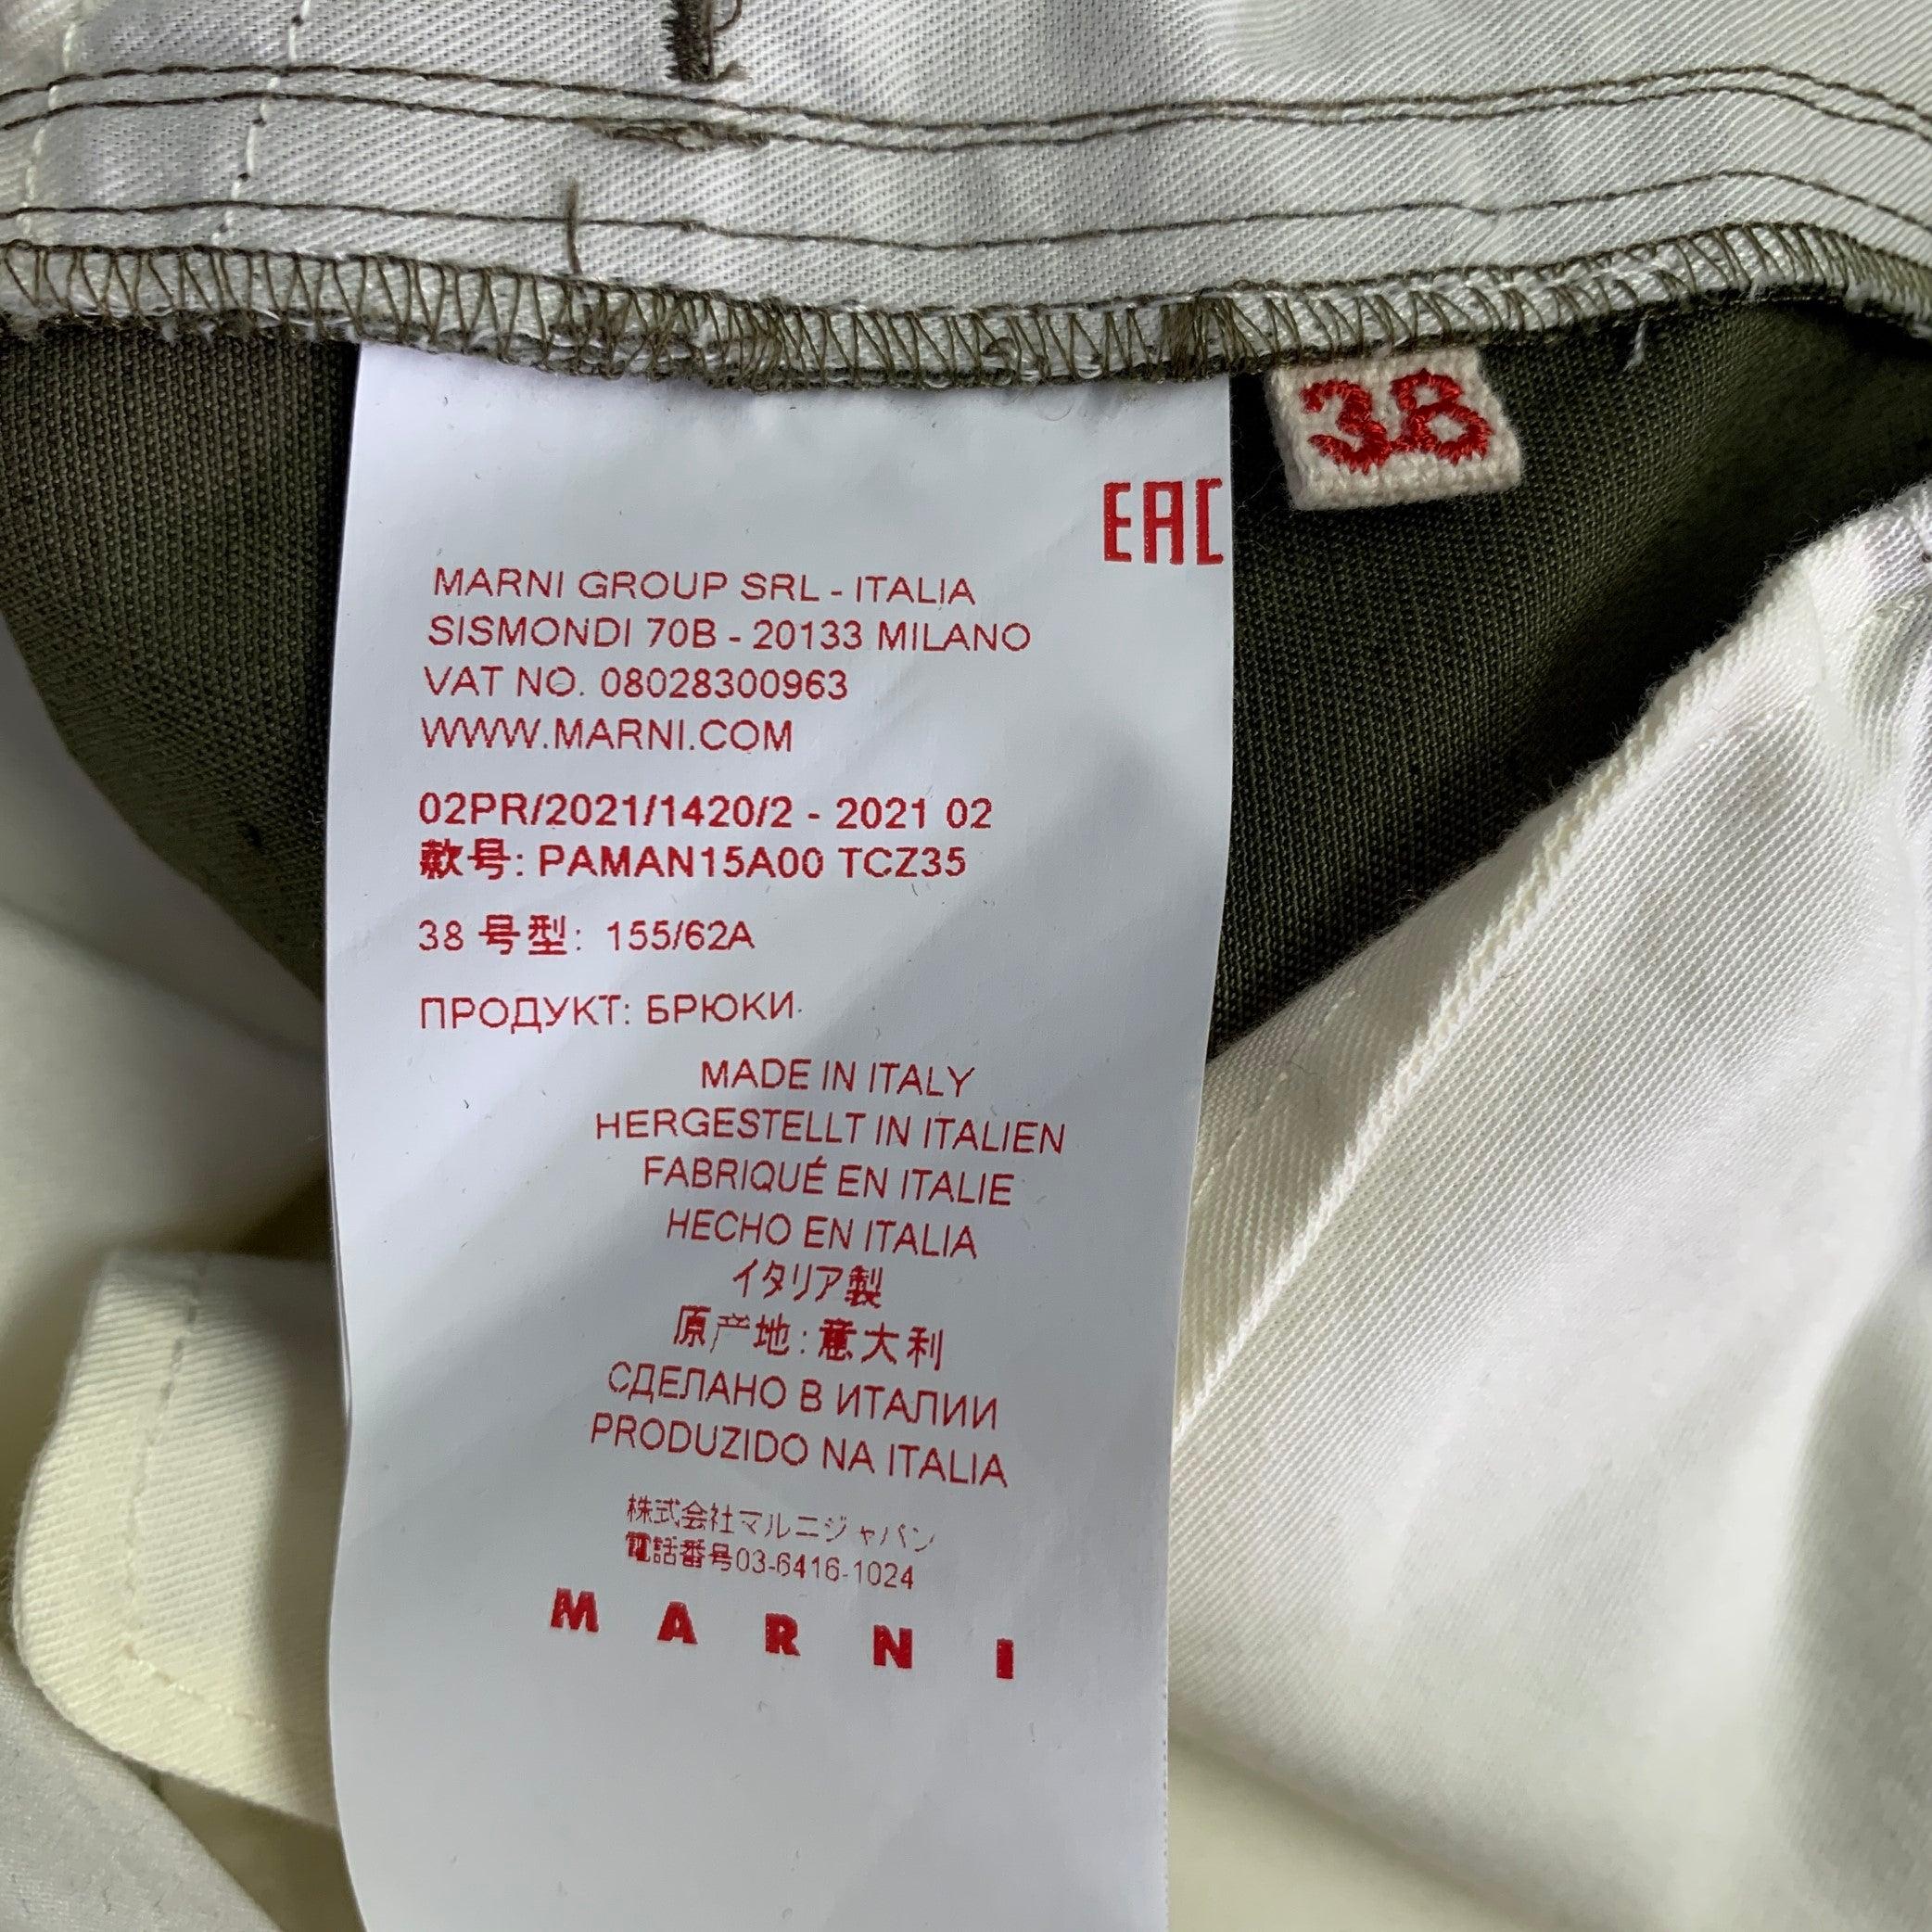 38
EAC
MARNI GROUP SRL - ITALIA
SISMONDI 70B - 20133 MILANO
VAT NO. 08028300963
WWW.MARNI.COM
02PR/2021/1420/2 - 2021 02
款号: PAMAN15A00 TCZ35
38 号型: 155/62A
ПРОДУКТ: БРЮКИ
MADE IN ITALY
HERGESTELLT IN ITALIEN
FABRIQUÉ EN ITALIE
HECHO EN ITALIA
イタリア製
原产地:意大利
СДЕЛАНО В ИТАЛИИ
PRODUZIDO NA ITALIA
株式会社マルニジャパン
電話番号03-6416-1024
MARNI